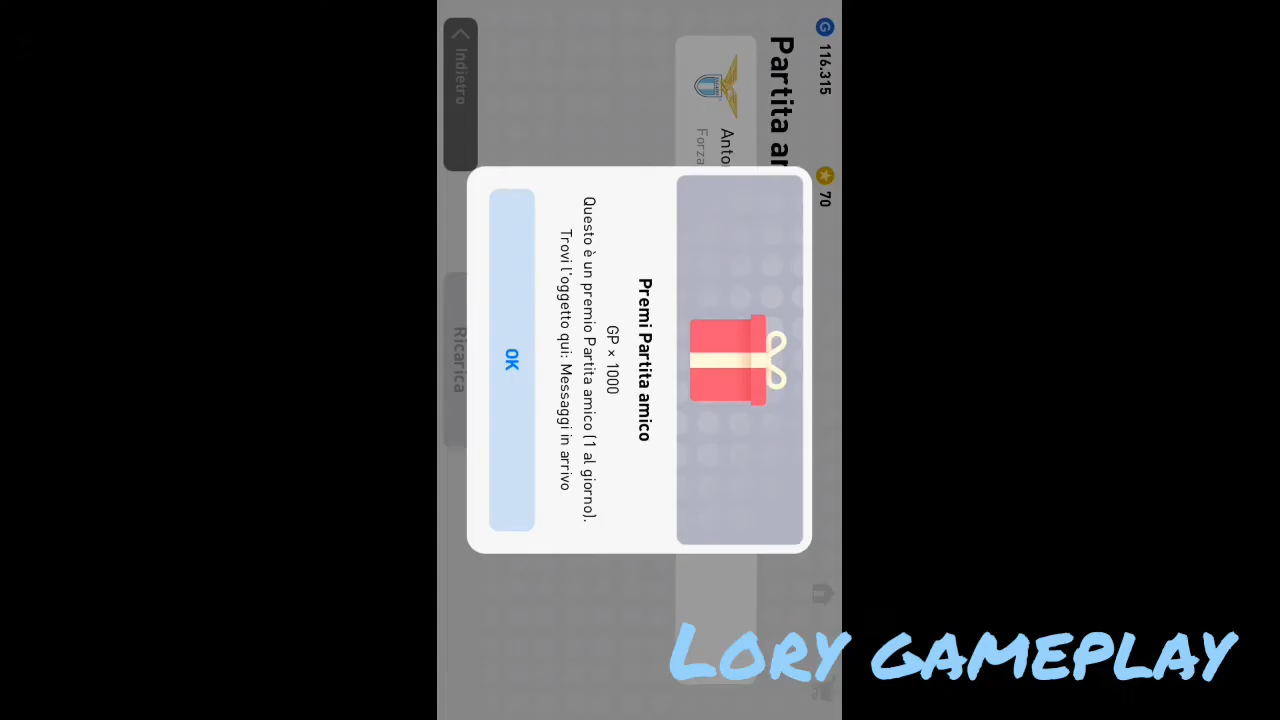 116.315
70
Partita a
Anto
Forza
Premi Partita amico
GP × 1000
Questo è un premio Partita amico (1 al giorno).
Trovi l'oggetto qui: Messaggi in arrivo
OK
Indietro
Ricarica
LORY GAMEPLAY